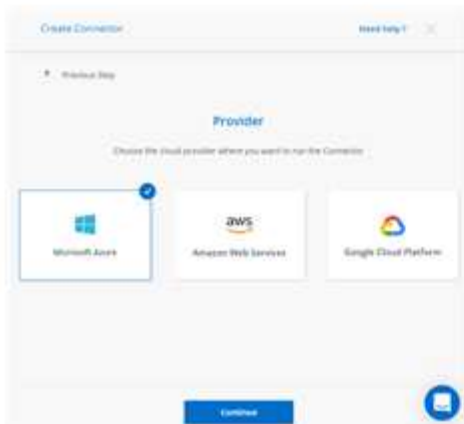 Create Connector
Need help?
Previous Step
Provider
Choose the cloud provider where you want to run the Connector
Microsoft Azure
aws
Amazon Web Services
Google Cloud Platform
Continue